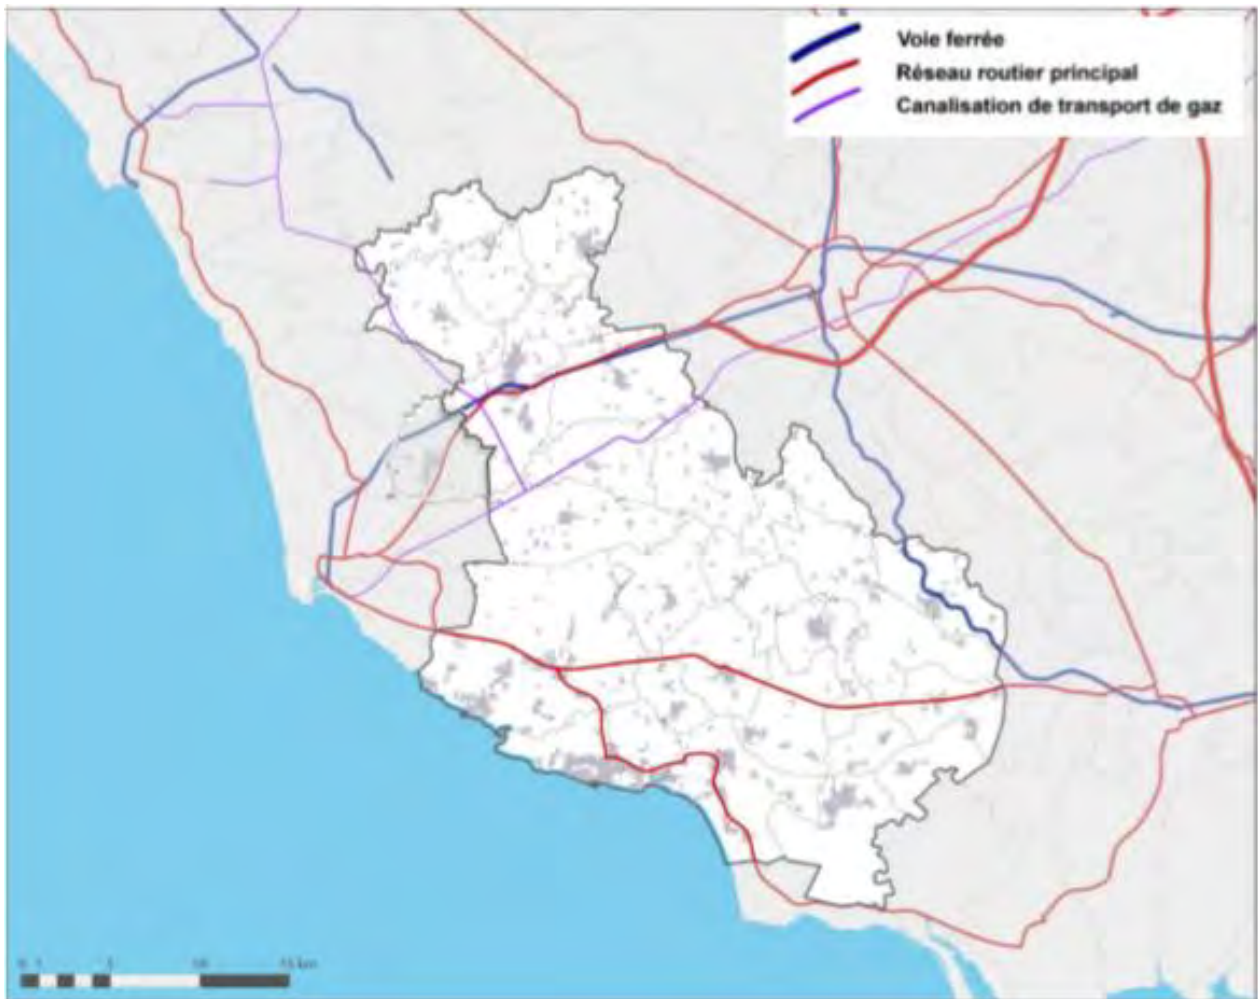 Voie ferrée
Réseau routier principal
Canalisation de transport de gaz